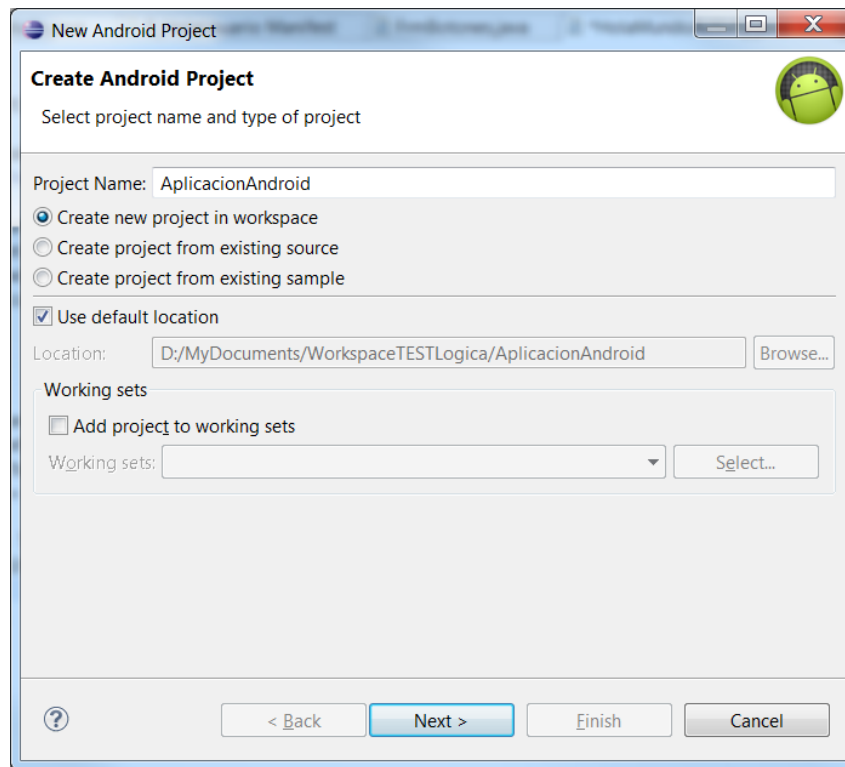 New Android Project
Create Android Project
Select project name and type of project
Project Name: AplicacionAndroid
Create new project in workspace
Create project from existing source
Create project from existing sample
Use default location
Location: D:/MyDocuments/WorkspaceTESTLogica/AplicacionAndroid Browse...
Working sets
Add project to working sets
Working sets: Select...
< Back Next > Finish Cancel